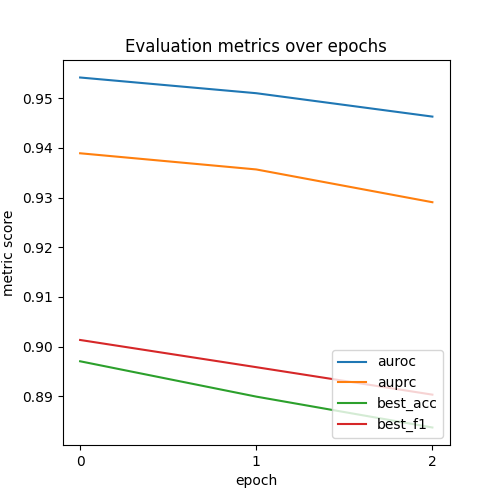 Evaluation metrics over epochs
metric score
0.95
0.94
0.93
0.92
0.91
0.90
0.89
auroc
auprc
best_acc
best_f1
0 1 2
epoch